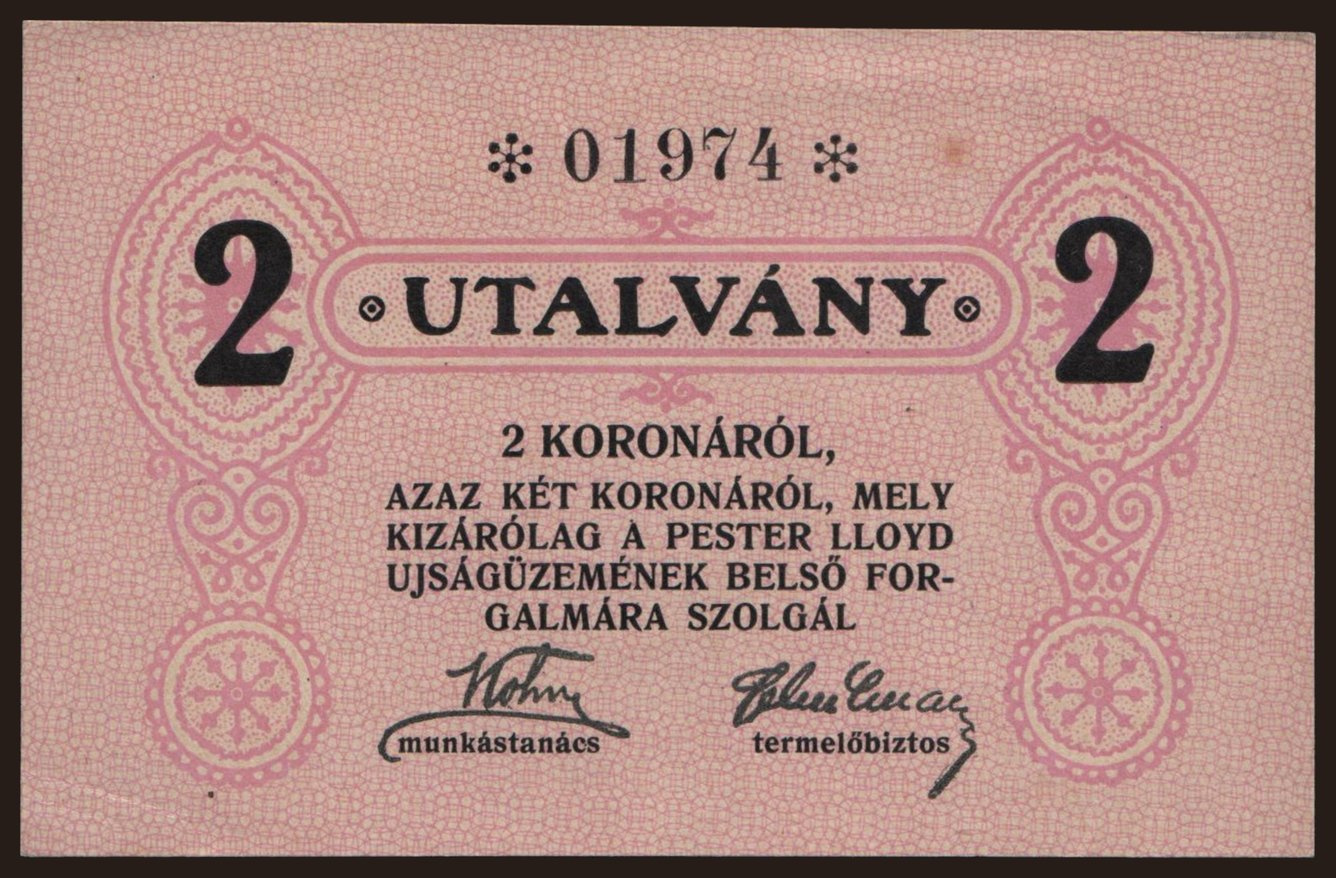 * 01974 *
2 UTALVÁNY 2
2 KORONÁRÓL,
AZAZ KÉT KORONÁRÓL, MELY
KIZÁRÓLAG A PESTER LLOYD
UJSÁGÜZEMÉNEK BELSŐ FOR-
GALMÁRA SZOLGÁL
munkástanács termelőbiztos